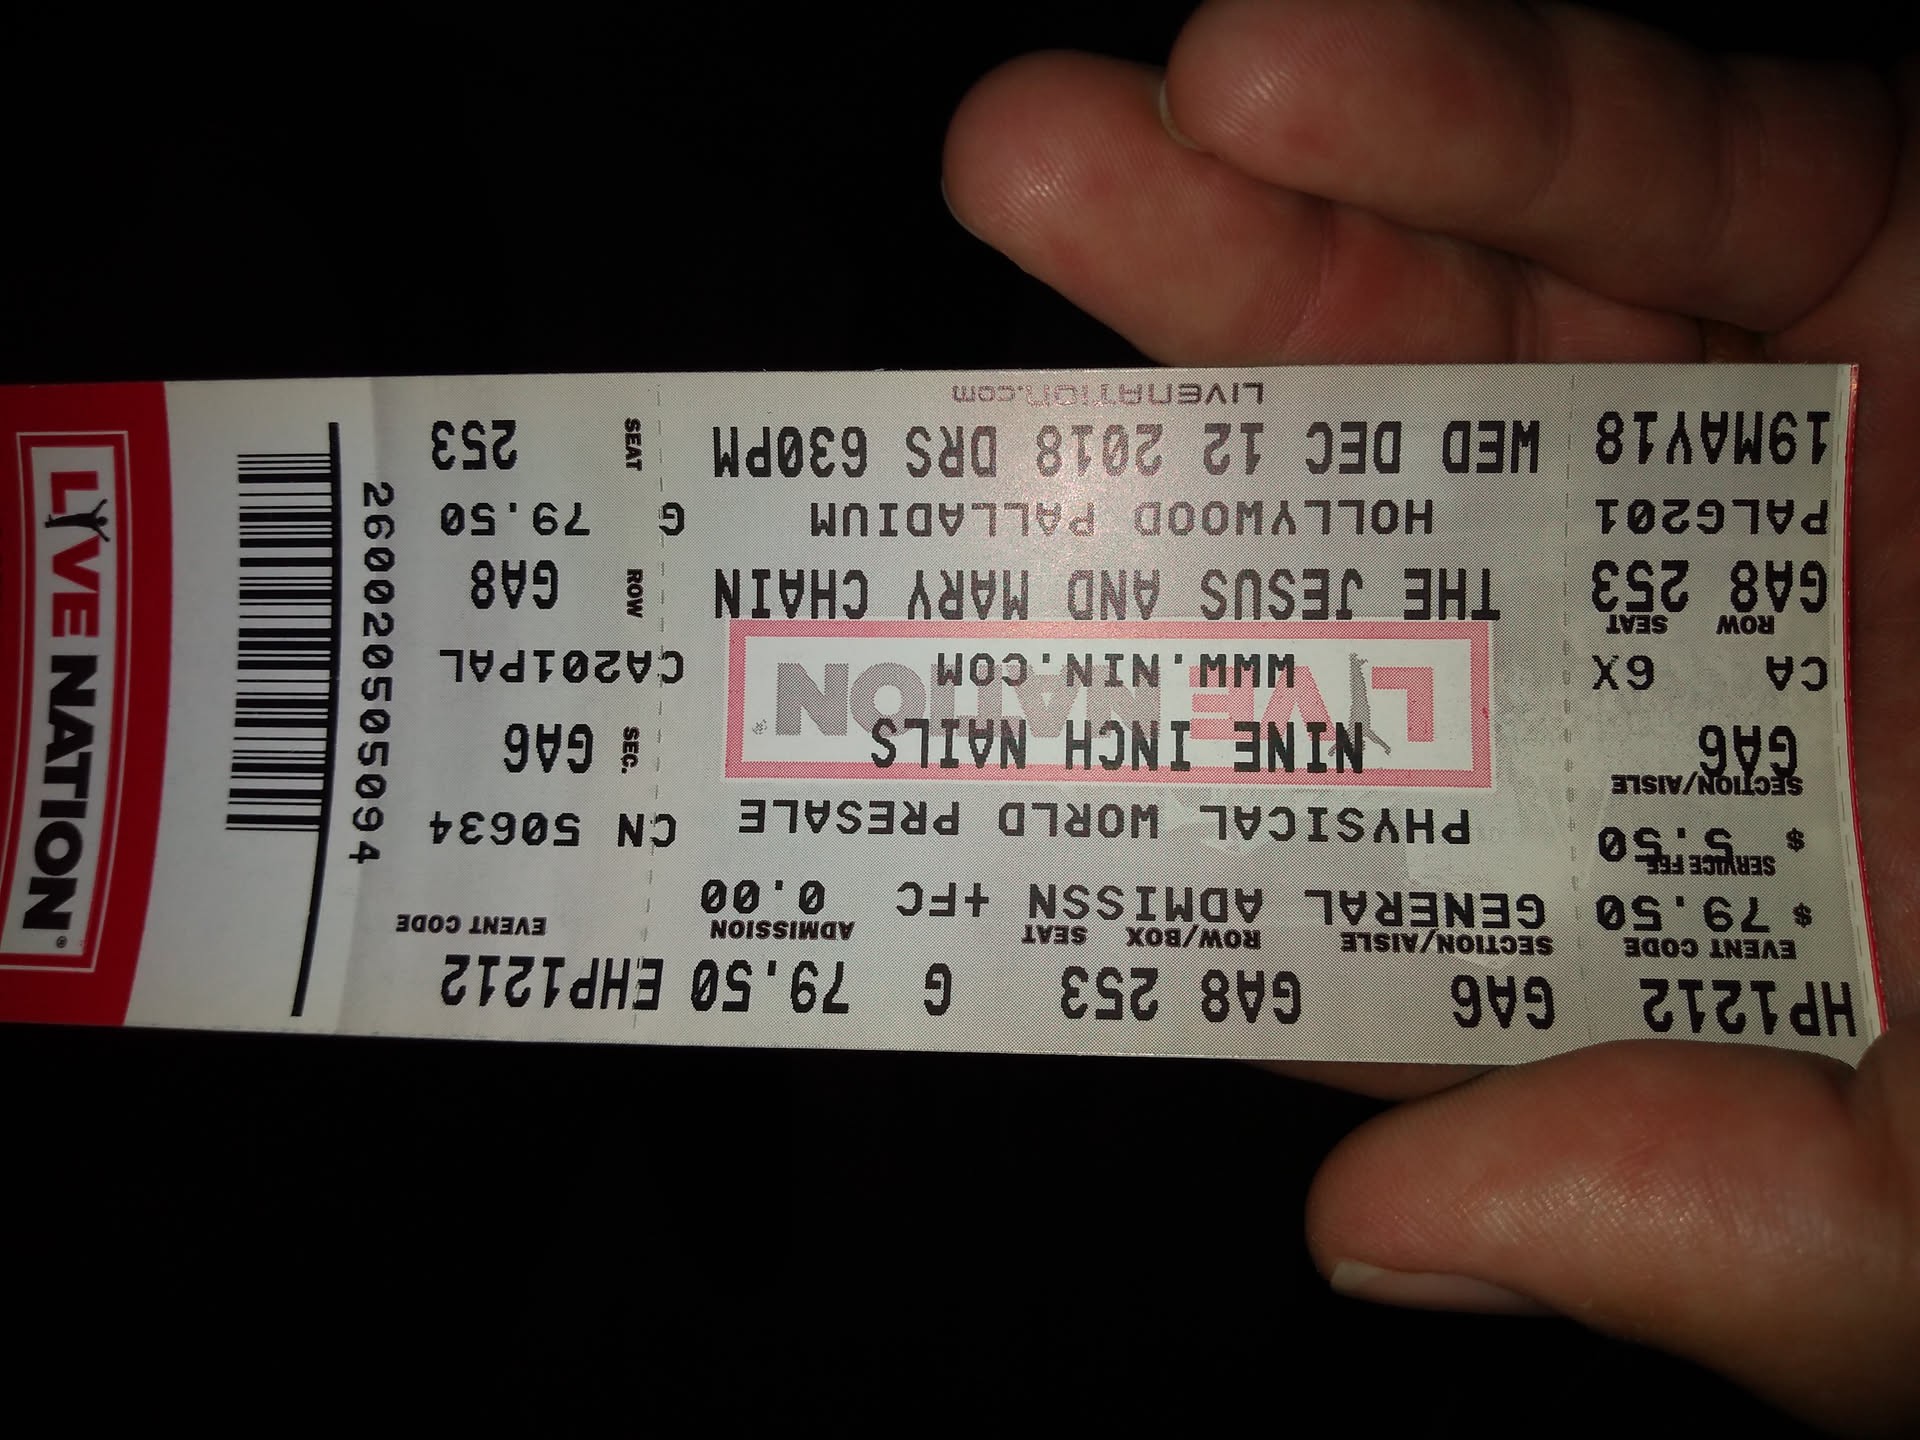 HP1212
EVENT CODE
$ 79.50
SERVICE FEE
$ 5.50
SECTION/AISLE
GA6
CA 6X
ROW SEAT
GA8 253
PALG201
19MAY18
GA6 GA8 253 G 79.50
SECTION/AISLE ROW/BOX SEAT ADMISSION
GENERAL ADMISSN +FC 0.00
PHYSICAL WORLD PRESALE
NINE INCH NAILS
LIVE NATION®
WWW.NIN.COM
THE JESUS AND MARY CHAIN
HOLLYWOOD PALLADIUM
WED DEC 12 2018 DRS 630PM
LIVENATION.com
EHP1212
EVENT CODE
CN 50634
SEC. GA6
CA201PAL
ROW GA8
G 79.50
SEAT 253
260020505094
LIVE NATION®